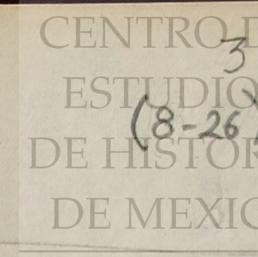 CENTRO D
3
ESTUDIO
(8-26)
DE HISTOR
DE MEXIC